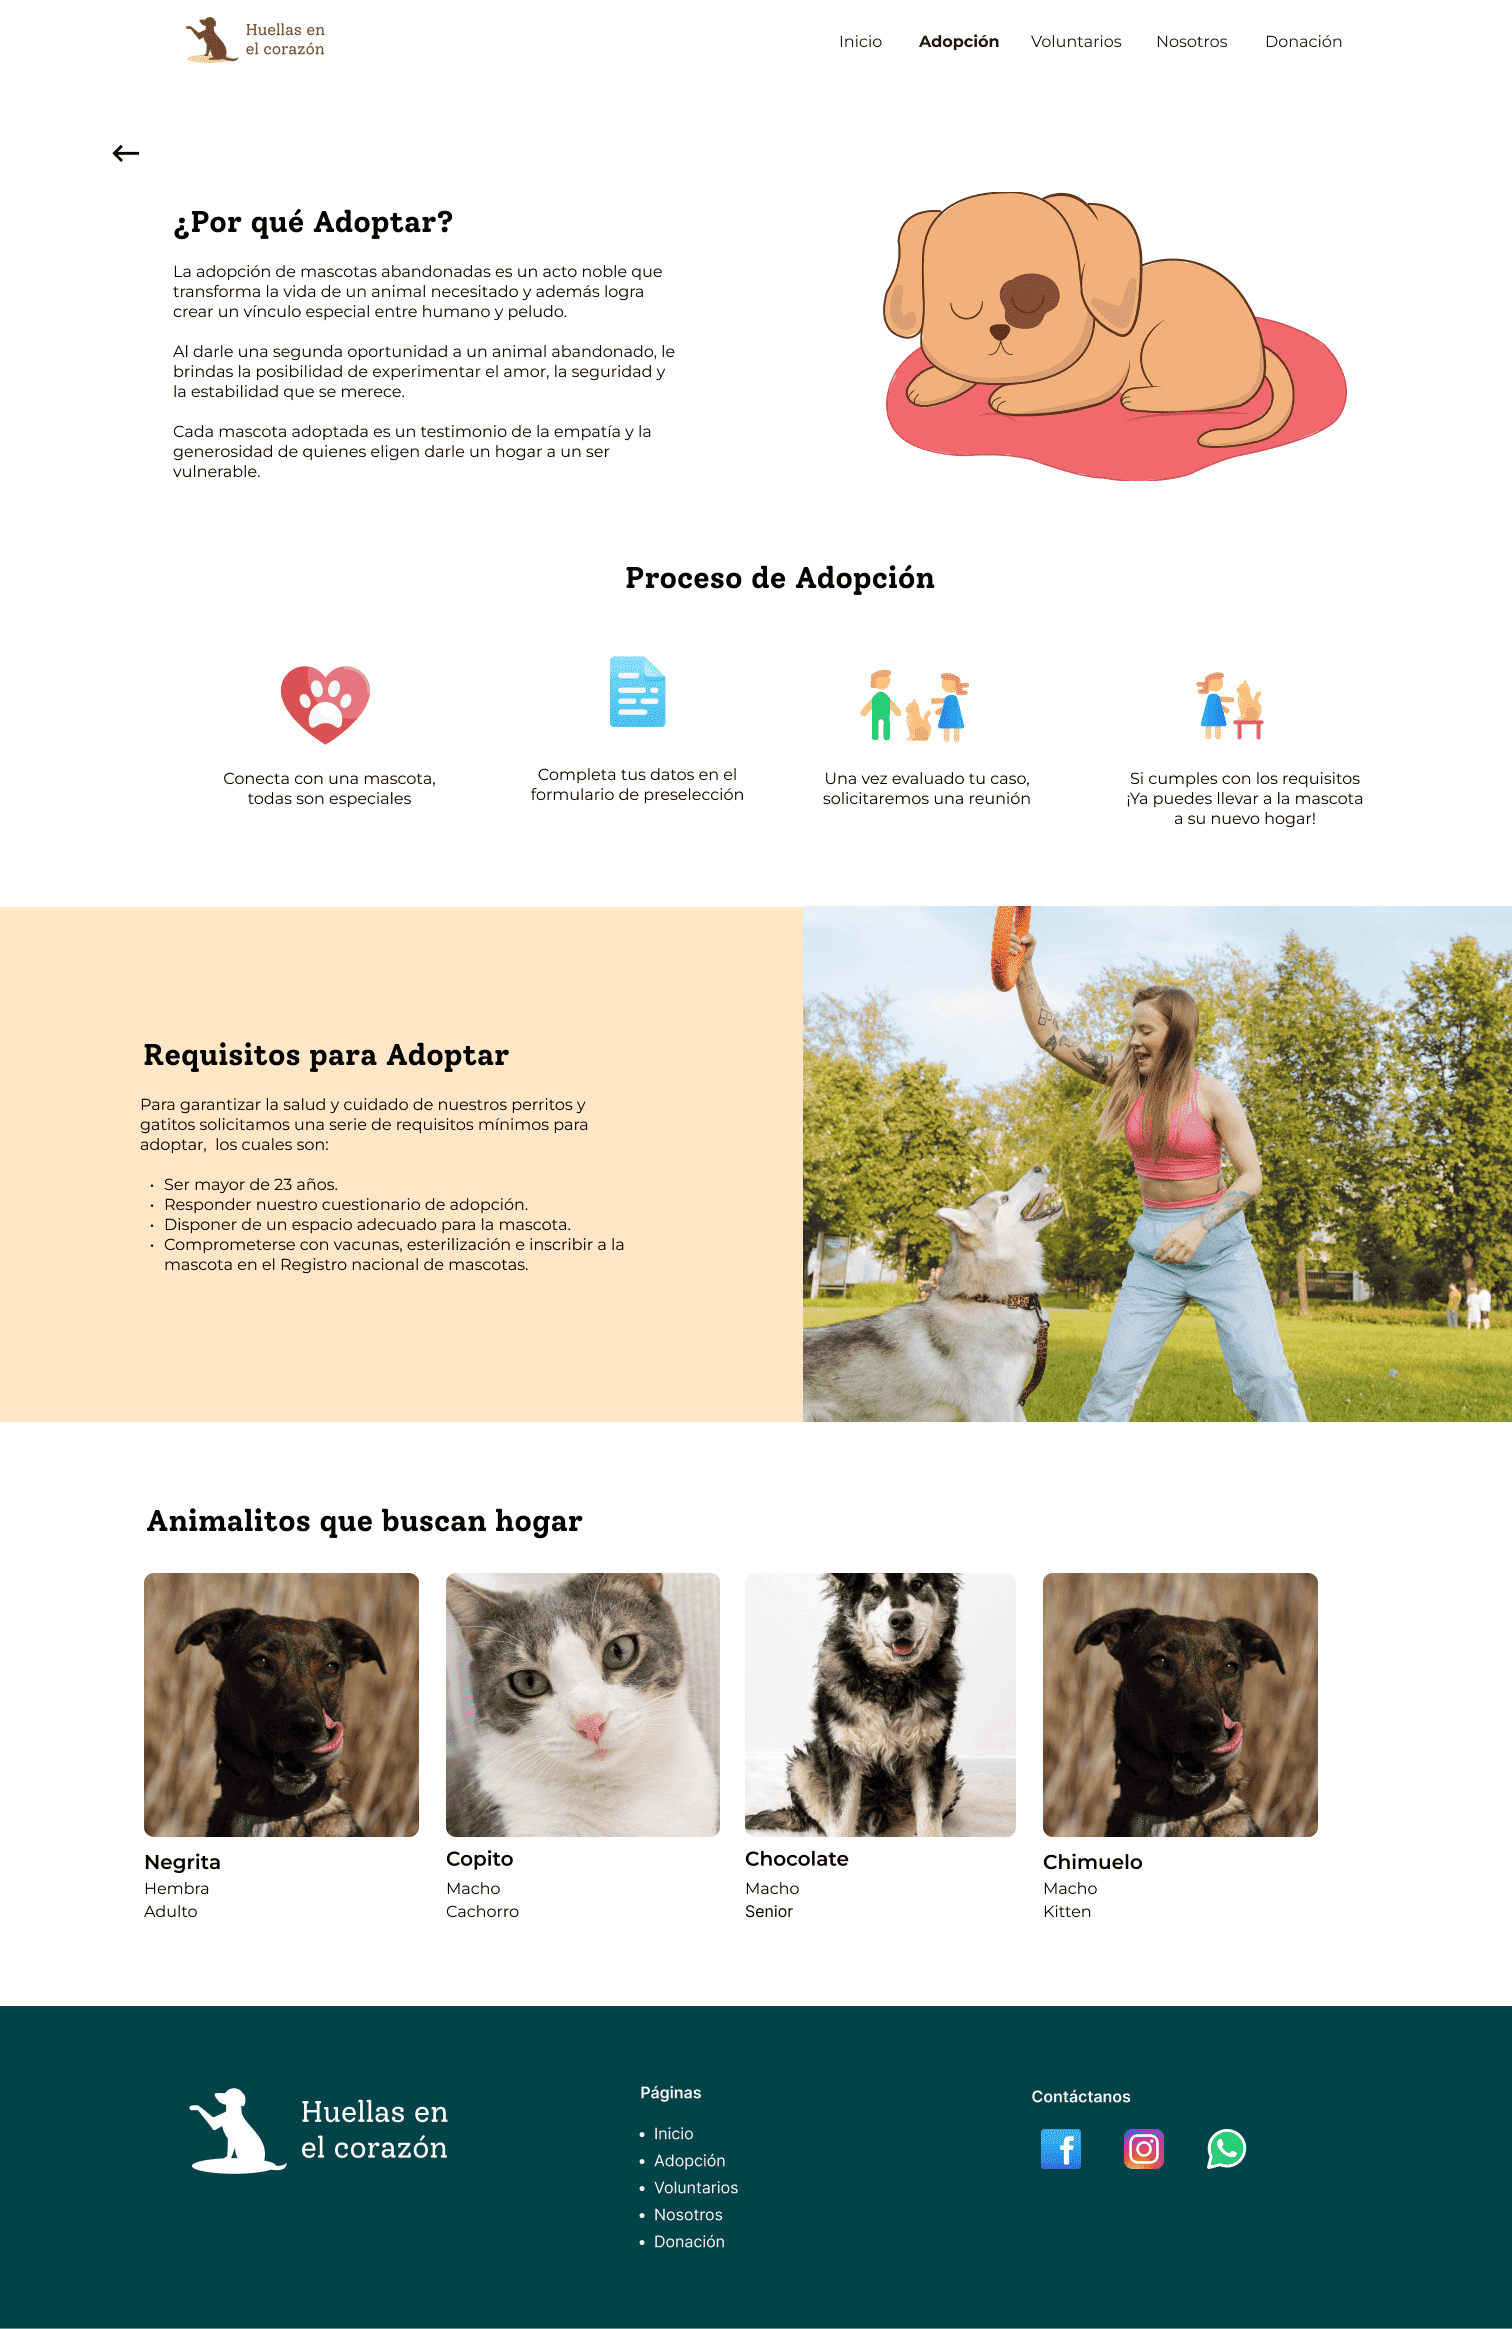 Huellas en
el corazón
Inicio
Adopción
Voluntarios
Nosotros
Donación
¿Por qué Adoptar?
La adopción de mascotas abandonadas es un acto noble que
transforma la vida de un animal necesitado y además logra
crear un vínculo especial entre humano y peludo.
Al darle una segunda oportunidad a un animal abandonado, le
brindas la posibilidad de experimentar el amor, la seguridad y
la estabilidad que se merece.
Cada mascota adoptada es un testimonio de la empatía y la
generosidad de quienes eligen darle un hogar a un ser
vulnerable.
Proceso de Adopción
Conecta con una mascota,
todas son especiales
Completa tus datos en el
formulario de preselección
Una vez evaluado tu caso,
solicitaremos una reunión
Si cumples con los requisitos
¡Ya puedes llevar a la mascota
a su nuevo hogar!
Requisitos para Adoptar
Para garantizar la salud y cuidado de nuestros perritos y
gatitos solicitamos una serie de requisitos mínimos para
adoptar,  los cuales son:
• Ser mayor de 23 años.
• Responder nuestro cuestionario de adopción.
• Disponer de un espacio adecuado para la mascota.
• Comprometerse con vacunas, esterilización e inscribir a la
mascota en el Registro nacional de mascotas.
Animalitos que buscan hogar
Negrita
Hembra
Adulto
Copito
Macho
Cachorro
Chocolate
Macho
Senior
Chimuelo
Macho
Kitten
Huellas en
el corazón
Páginas
• Inicio
• Adopción
• Voluntarios
• Nosotros
• Donación
Contáctanos